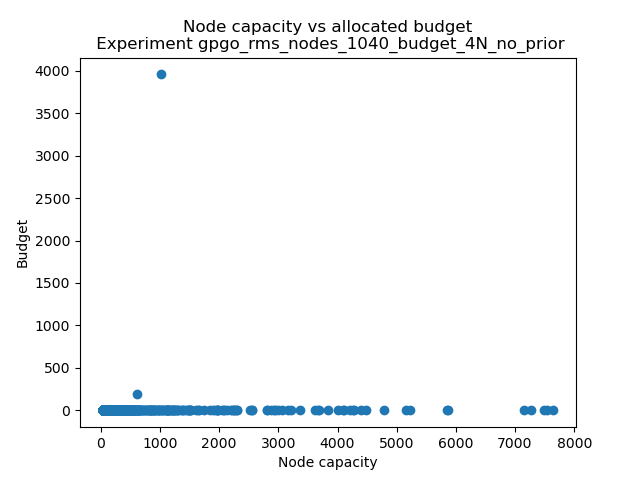 Node capacity vs allocated budget
Experiment gpgo_rms_nodes_1040_budget_4N_no_prior
4000
3500
3000
2500
2000
1500
1000
500
0
Budget
0 1000 2000 3000 4000 5000 6000 7000 8000
Node capacity